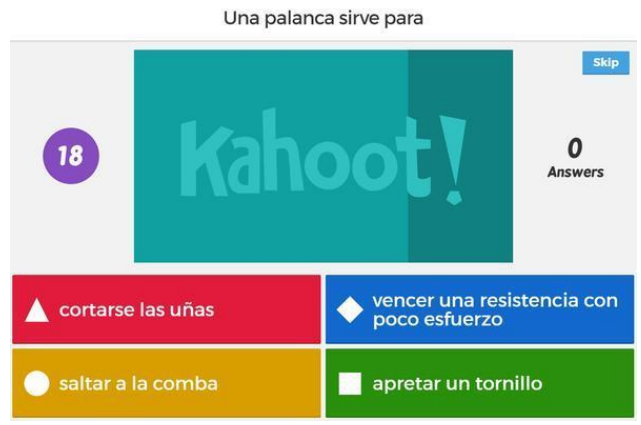 Una palanca sirve para
Skip
18
Kahoot!
0
Answers
cortarse las uñas
vencer una resistencia con
poco esfuerzo
saltar a la comba
apretar un tornillo